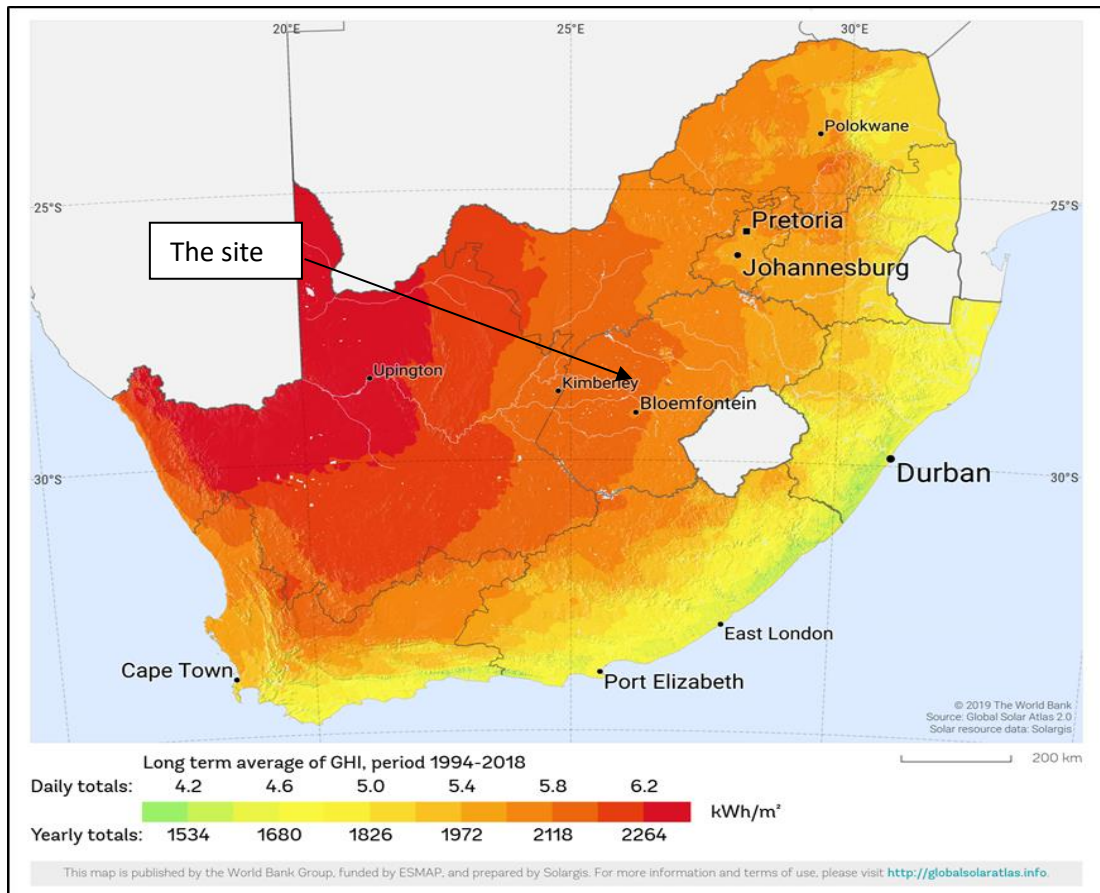 20°E 25°E 30°E
Polokwane
25°S 25°S
Pretoria
The site
Johannesburg
Upington
Kimberley
Bloemfontein
Durban
30°S 30°S
East London
Cape Town
Port Elizabeth
© 2019 The World Bank
Source: Global Solar Atlas 2.0
Solar resource data: Solargis
200 km
Long term average of GHI, period 1994-2018
Daily totals: 4.2 4.6 5.0 5.4 5.8 6.2
kWh/m²
Yearly totals: 1534 1680 1826 1972 2118 2264
This map is published by the World Bank Group, funded by ESMAP, and prepared by Solargis. For more information and terms of use, please visit http://globalsolaratlas.info.